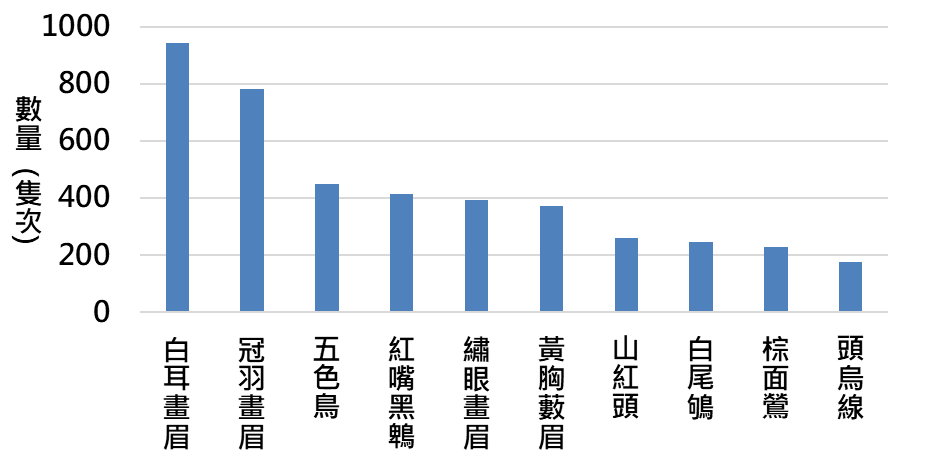 數量（隻次）
1000
800
600
400
200
0
白耳畫眉
冠羽畫眉
五色鳥
紅嘴黑鵯
繡眼畫眉
黃胸藪眉
山紅頭
白尾鴝
棕面鶯
頭烏線